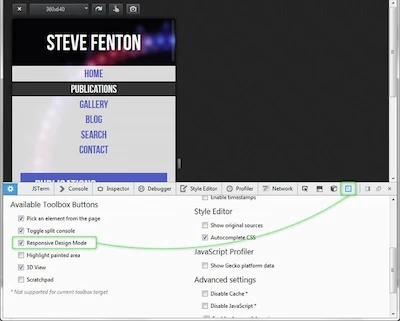 360x640
STEVE FENTON
HOME
PUBLICATIONS
GALLERY
BLOG
SEARCH
CONTACT
PUBLICATIONS
JSTerm Console Inspector Debugger Style Editor Profiler Network
Available Toolbox Buttons
Pick an element from the page
Toggle split console
Responsive Design Mode
Highlight painted area
3D View
Scratchpad
* Not supported for current toolbox target
Enable timestamps
Style Editor
Show original sources
Autocomplete CSS
JavaScript Profiler
Show Gecko platform data
Advanced settings
Disable Cache *
Disable JavaScript *